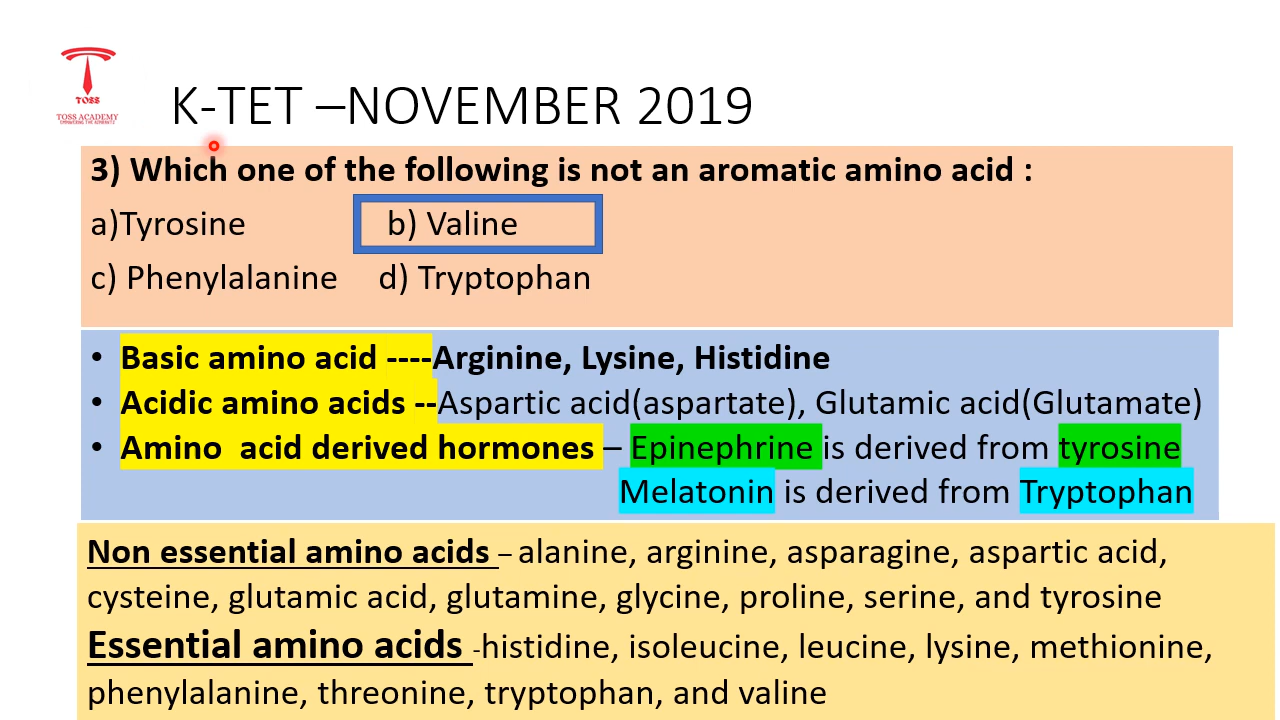 TOSS
TOSS ACADEMY
EMPOWERING THE ASPIRANTS
K-TET –NOVEMBER 2019
3) Which one of the following is not an aromatic amino acid :
a)Tyrosine b) Valine
c) Phenylalanine d) Tryptophan
• Basic amino acid ----Arginine, Lysine, Histidine
• Acidic amino acids --Aspartic acid(aspartate), Glutamic acid(Glutamate)
• Amino acid derived hormones – Epinephrine is derived from tyrosine
Melatonin is derived from Tryptophan
Non essential amino acids – alanine, arginine, asparagine, aspartic acid,
cysteine, glutamic acid, glutamine, glycine, proline, serine, and tyrosine
Essential amino acids -histidine, isoleucine, leucine, lysine, methionine,
phenylalanine, threonine, tryptophan, and valine